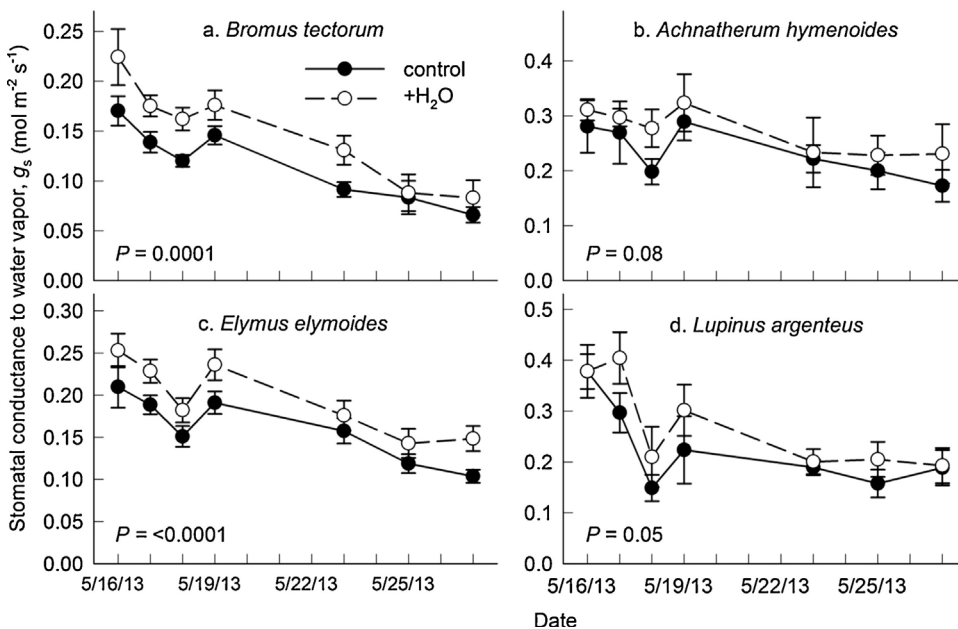 Stomatal conductance to water vapor, gs (mol m−2 s−1)
a. Bromus tectorum
control
+H2O
0.25
0.20
0.15
0.10
0.05
0.00
P = 0.0001
b. Achnatherum hymenoides
0.4
0.3
0.2
0.1
0.0
P = 0.08
c. Elymus elymoides
0.30
0.25
0.20
0.15
0.10
0.05
0.00
P = <0.0001
5/16/13 5/19/13 5/22/13 5/25/13
d. Lupinus argenteus
0.5
0.4
0.3
0.2
0.1
0.0
P = 0.05
5/16/13 5/19/13 5/22/13 5/25/13
Date